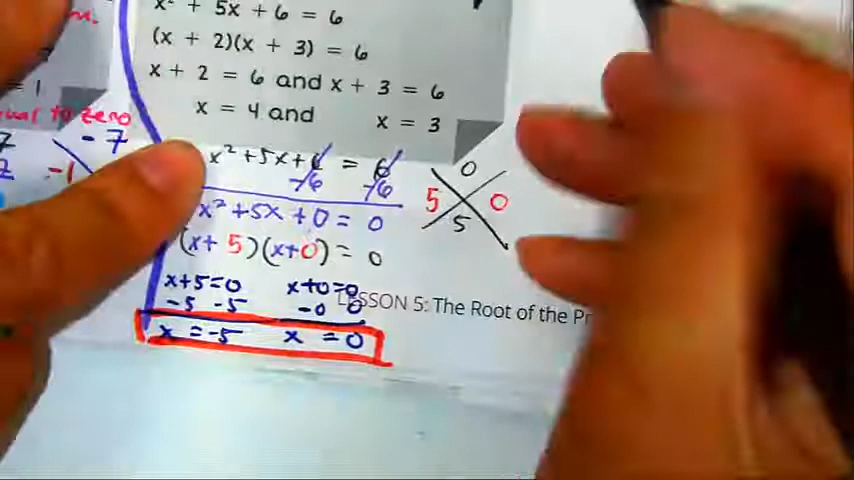 x² + 5x + 6 = 6
(x + 2)(x + 3) = 6
x + 2 = 6 and x + 3 = 6
x = 4 and x = 3
= 1
to zero
7 - 7
-1
x² + 5x + 6 = 6
-6 -6
x² + 5x + 0 = 0
(x + 5)(x + 0) = 0
x+5=0 x+0=0
-5 -5 -0 0
x = -5 x = 0
0
5 0
5
LESSON 5: The Root of the Pr